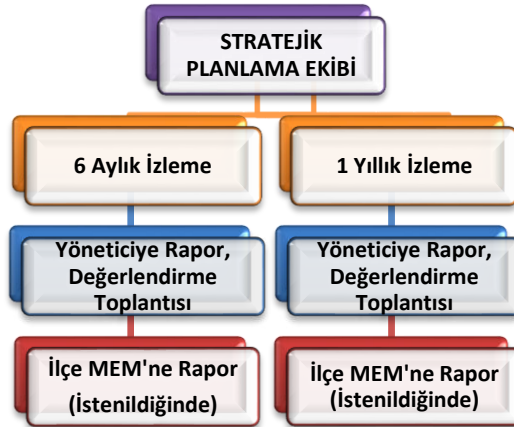 STRATEJİK
PLANLAMA EKİBİ
6 Aylık İzleme
1 Yıllık İzleme
Yöneticiye Rapor,
Değerlendirme
Toplantısı
Yöneticiye Rapor,
Değerlendirme
Toplantısı
İlçe MEM'ne Rapor
(İstenildiğinde)
İlçe MEM'ne Rapor
(İstenildiğinde)